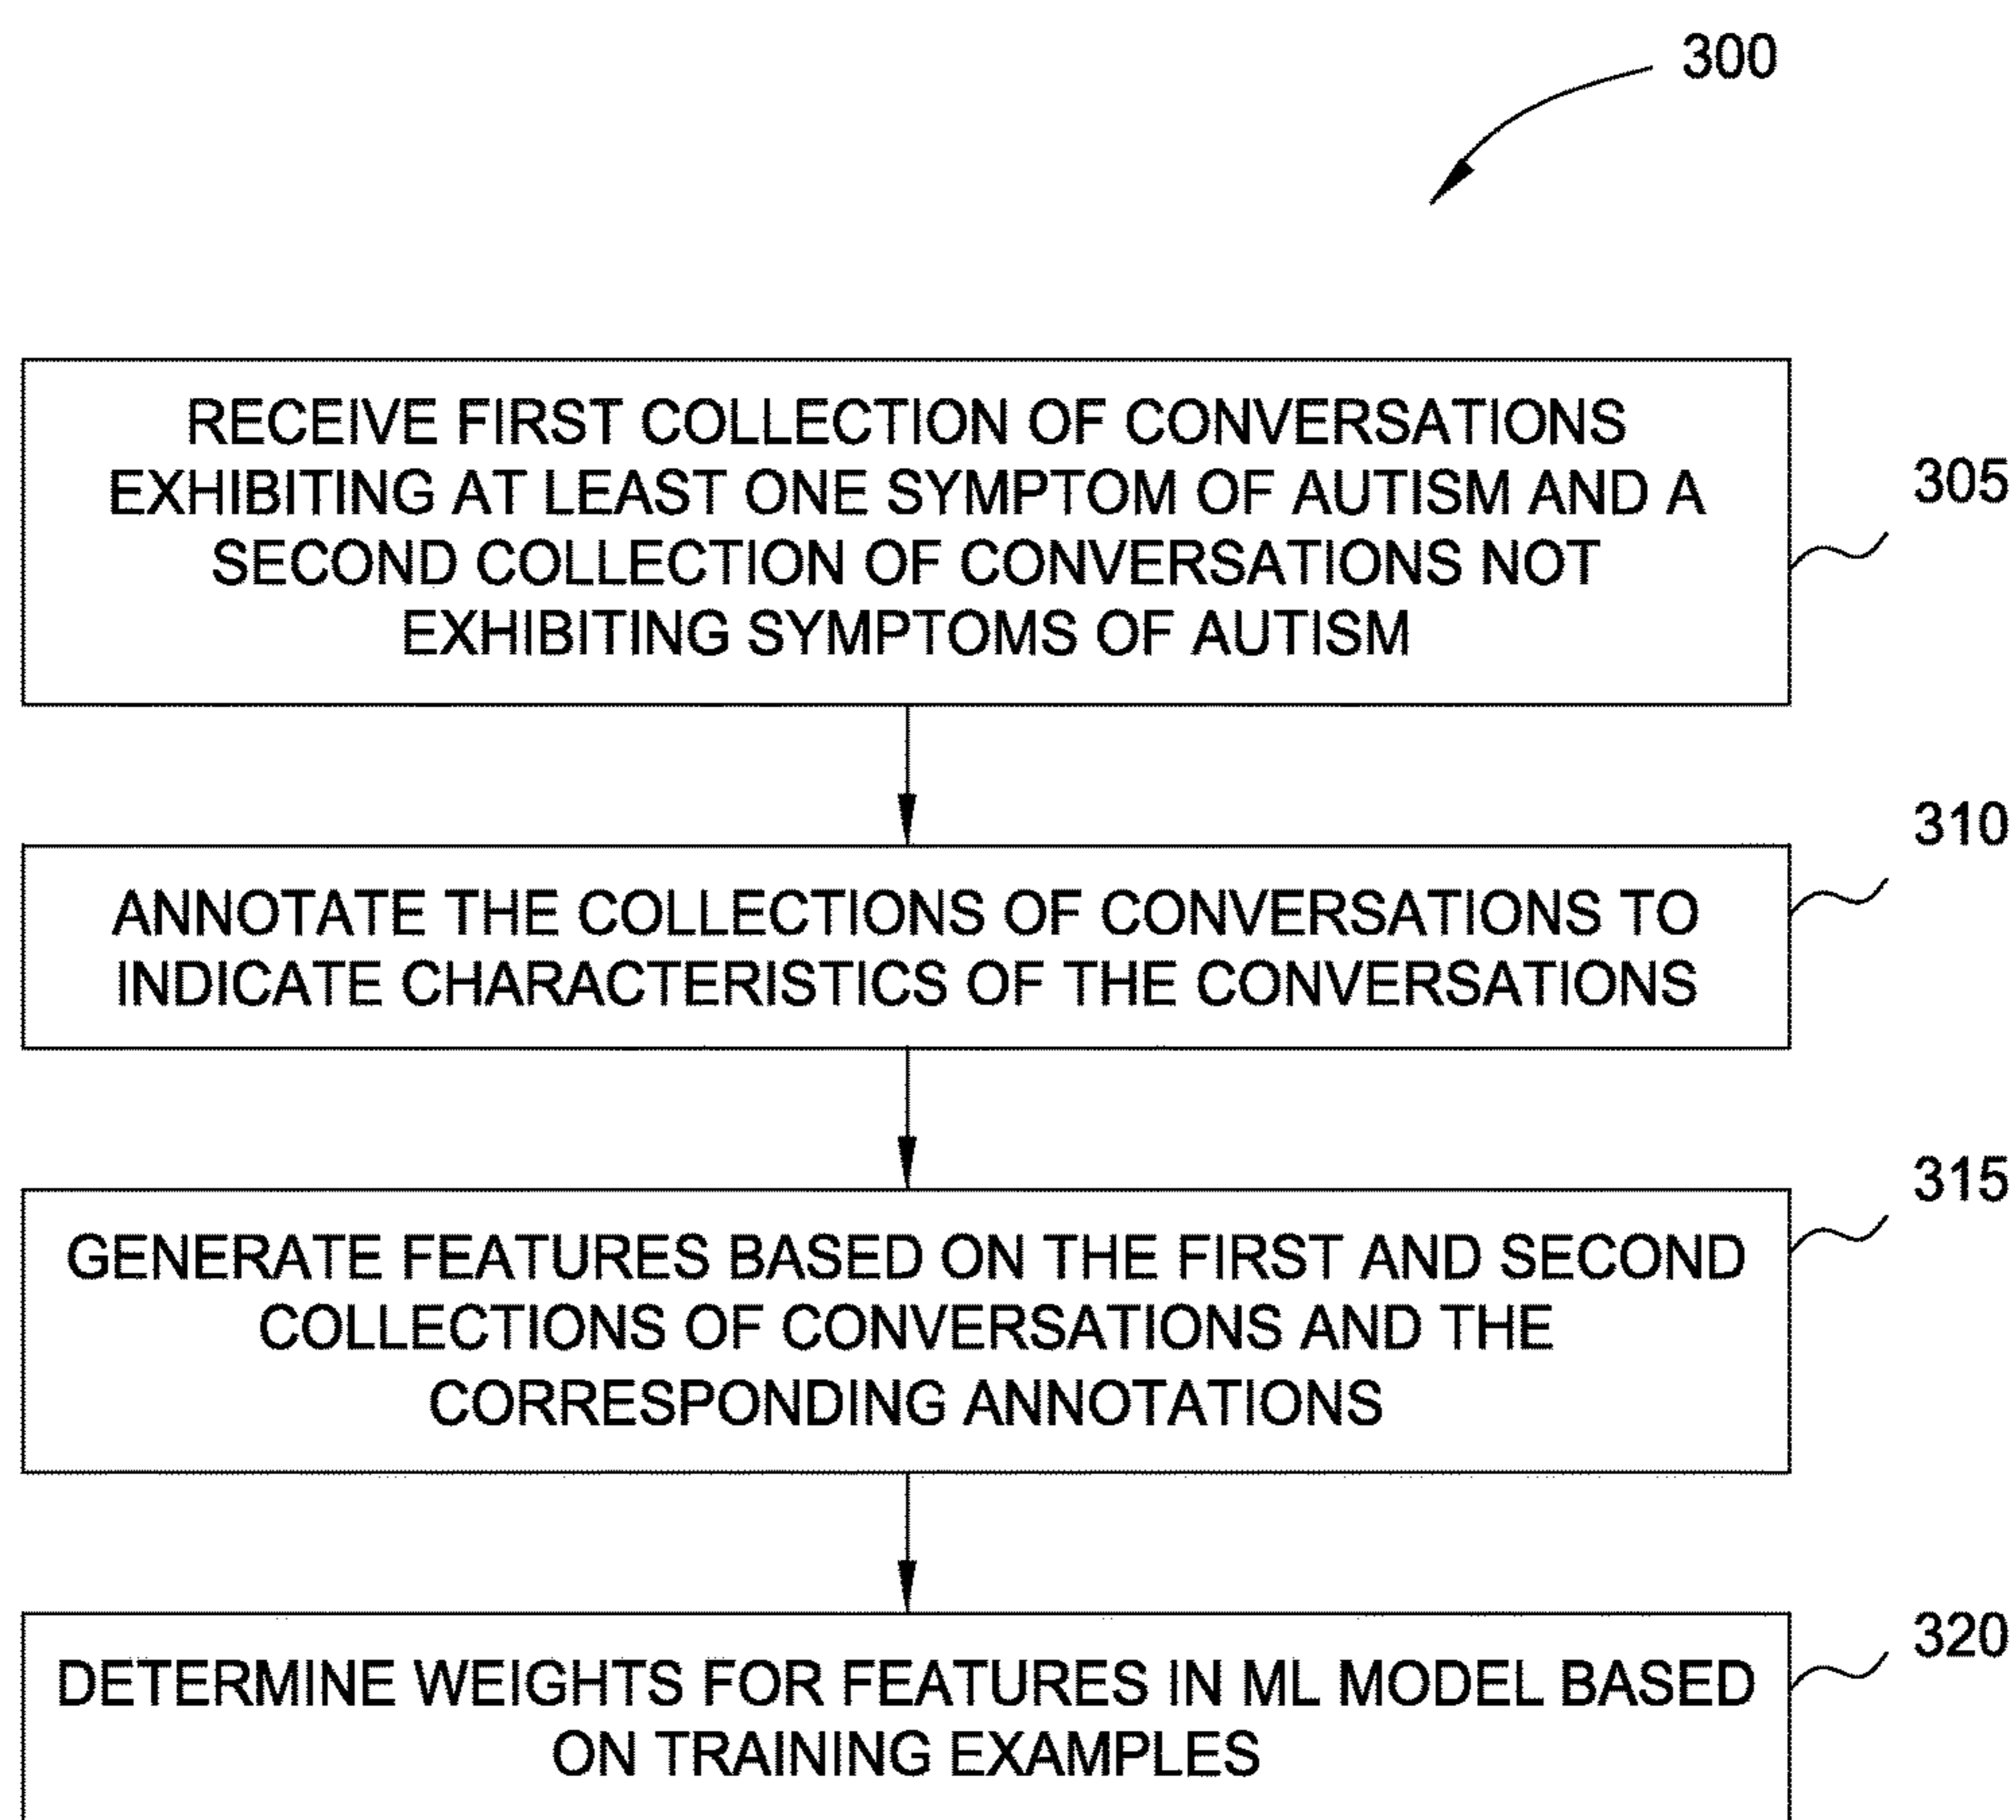 300
RECEIVE FIRST COLLECTION OF CONVERSATIONS
EXHIBITING AT LEAST ONE SYMPTOM OF AUTISM AND A
SECOND COLLECTION OF CONVERSATIONS NOT
EXHIBITING SYMPTOMS OF AUTISM
305
ANNOTATE THE COLLECTIONS OF CONVERSATIONS TO
INDICATE CHARACTERISTICS OF THE CONVERSATIONS
310
GENERATE FEATURES BASED ON THE FIRST AND SECOND
COLLECTIONS OF CONVERSATIONS AND THE
CORRESPONDING ANNOTATIONS
315
DETERMINE WEIGHTS FOR FEATURES IN ML MODEL BASED
ON TRAINING EXAMPLES
320